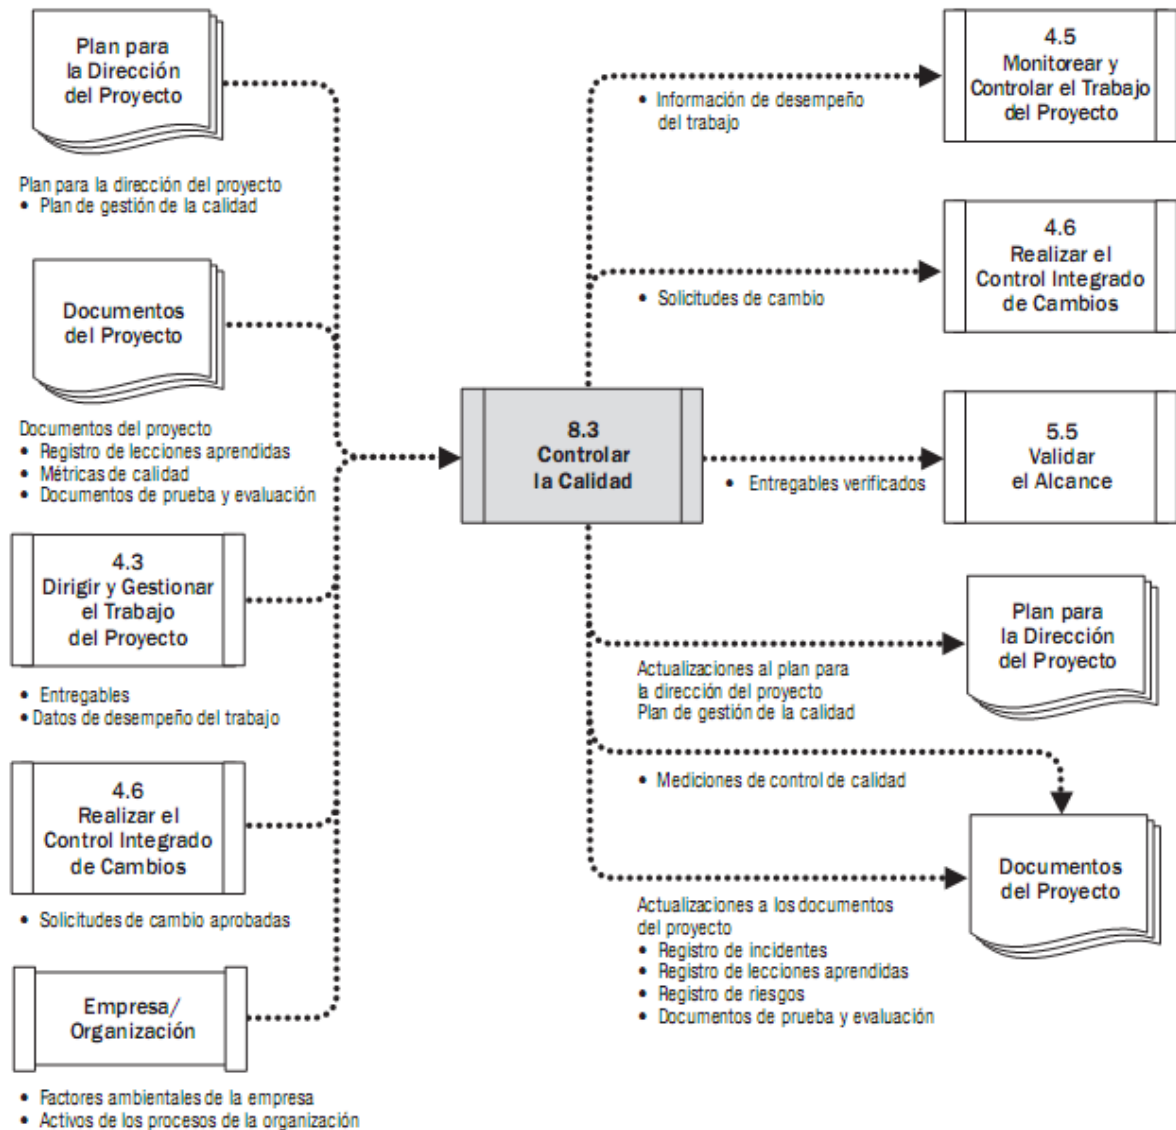 Plan para
la Dirección
del Proyecto
Plan para la dirección del proyecto
• Plan de gestión de la calidad
Documentos
del Proyecto
Documentos del proyecto
• Registro de lecciones aprendidas
• Métricas de calidad
• Documentos de prueba y evaluación
4.3
Dirigir y Gestionar
el Trabajo
del Proyecto
• Entregables
• Datos de desempeño del trabajo
4.6
Realizar el
Control Integrado
de Cambios
• Solicitudes de cambio aprobadas
Empresa/
Organización
• Factores ambientales de la empresa
• Activos de los procesos de la organización
8.3
Controlar
la Calidad
• Información de desempeño
del trabajo
4.5
Monitorear y
Controlar el Trabajo
del Proyecto
• Solicitudes de cambio
4.6
Realizar el
Control Integrado
de Cambios
• Entregables verificados
5.5
Validar
el Alcance
Actualizaciones al plan para
la dirección del proyecto
Plan de gestión de la calidad
Plan para
la Dirección
del Proyecto
• Mediciones de control de calidad
Actualizaciones a los documentos
del proyecto
• Registro de incidentes
• Registro de lecciones aprendidas
• Registro de riesgos
• Documentos de prueba y evaluación
Documentos
del Proyecto